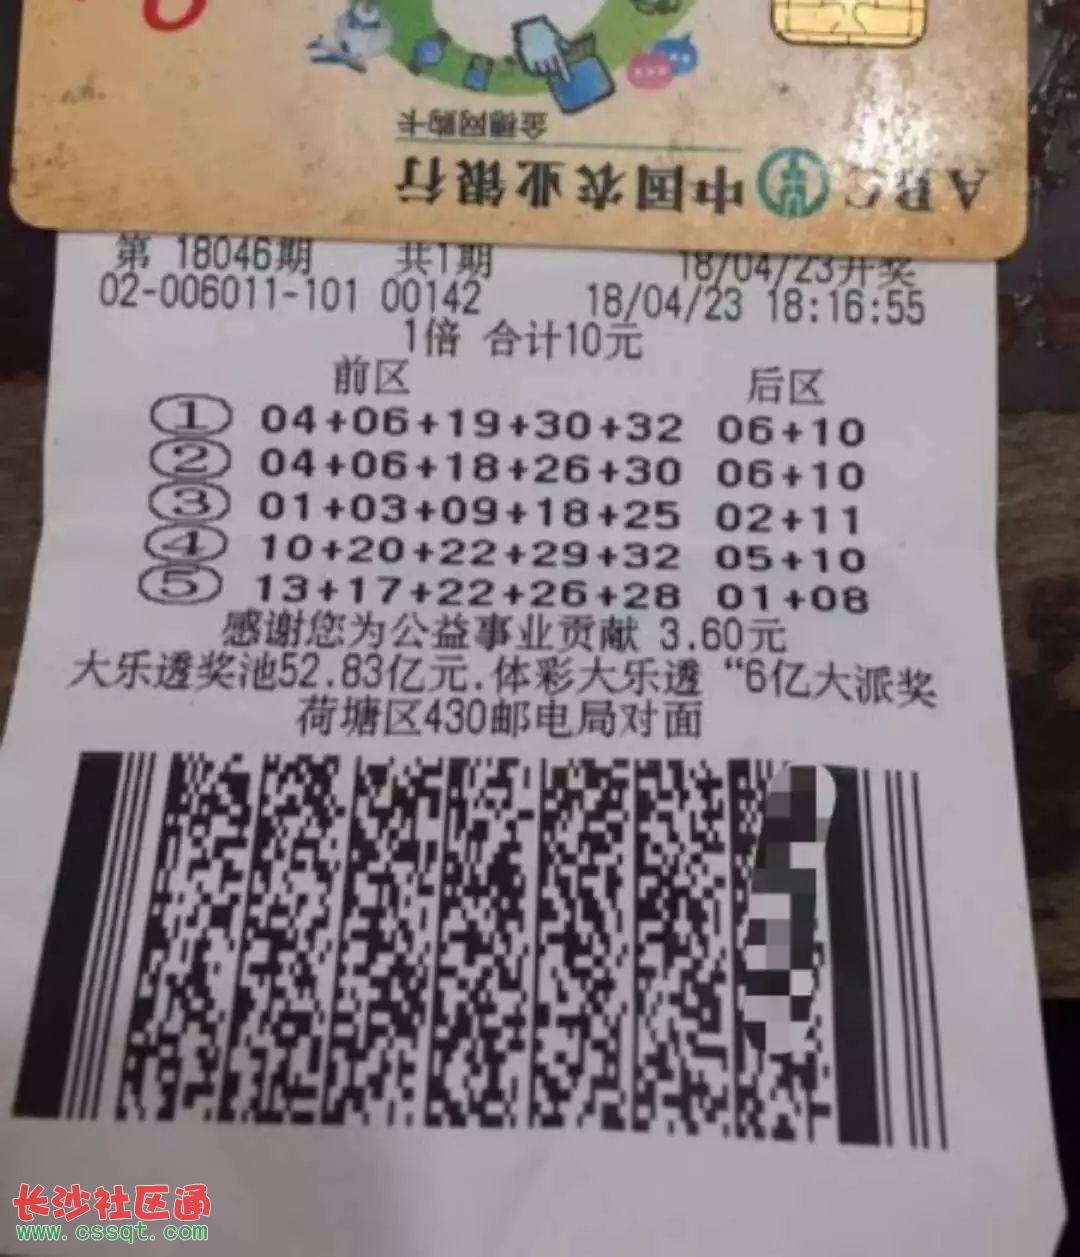 金穗网购卡
ABC 中国农业银行
第 18046期 共1期 18/04/23开奖
02-006011-101 00142 18/04/23 18:16:55
1倍 合计10元
前区 后区
① 04+06+19+30+32 06+10
② 04+06+18+26+30 06+10
③ 01+03+09+18+25 02+11
④ 10+20+22+29+32 05+10
⑤ 13+17+22+26+28 01+08
感谢您为公益事业贡献 3.60元
大乐透奖池52.83亿元.体彩大乐透 “6亿大派奖
荷塘区430邮电局对面
长沙社区通
www.cssqt.com